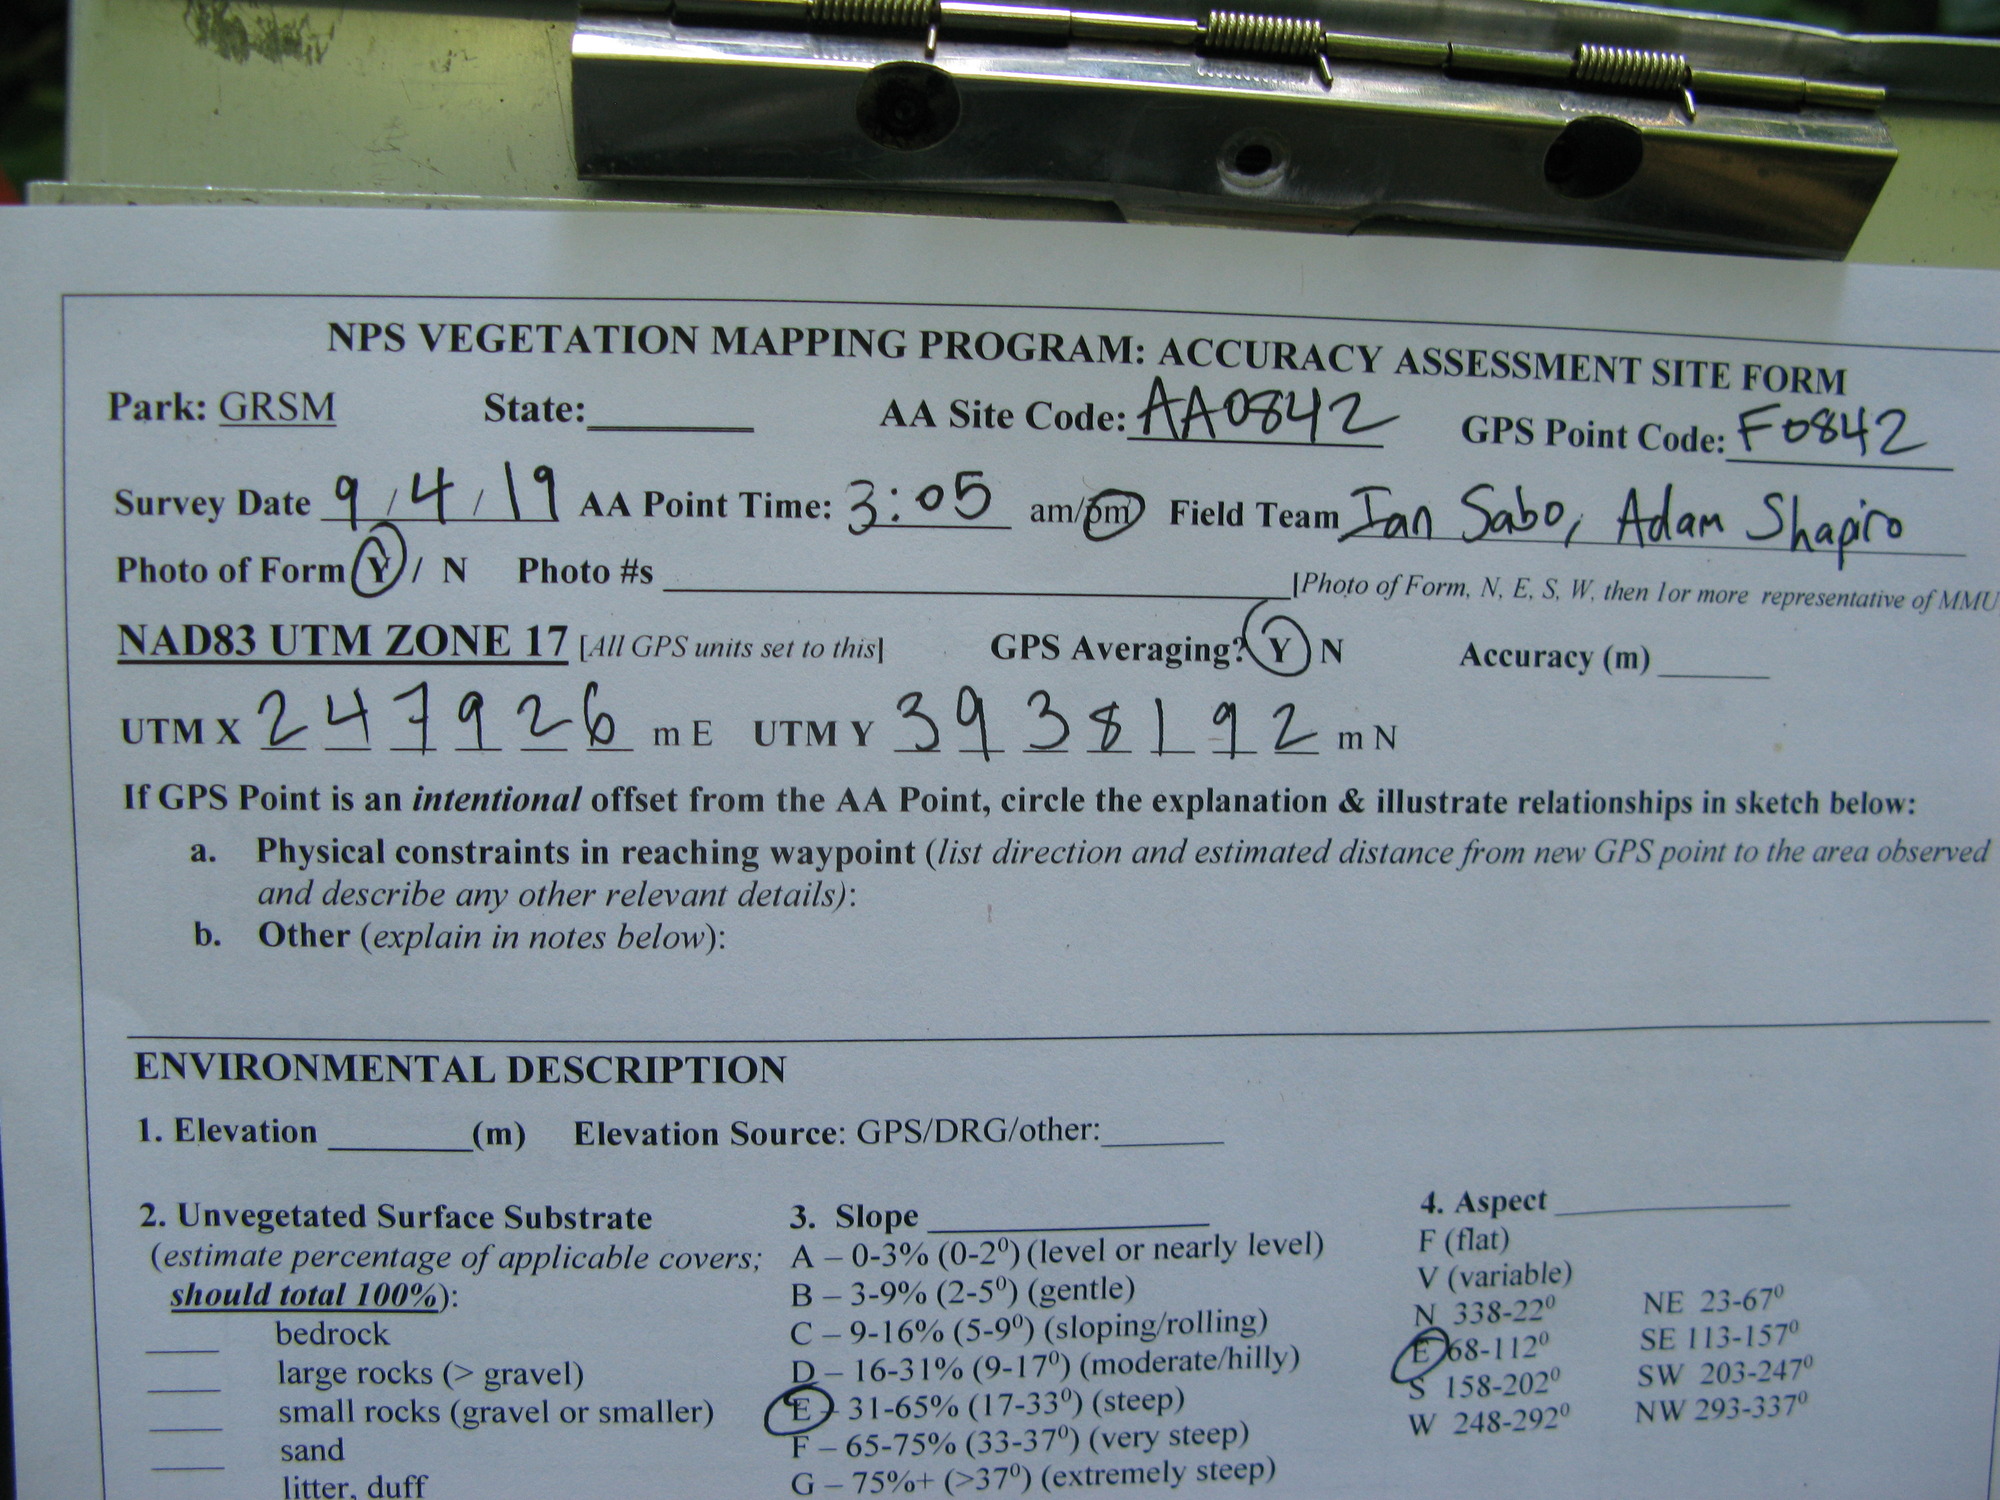 NPS VEGETATION MAPPING PROGRAM: ACCURACY ASSESSMENT SITE FORM
Park: GRSM State: AA Site Code: AA0842 GPS Point Code: F0842
Survey Date 9/4/19 AA Point Time: 3:05 am/pm Field Team Ian Sabo, Adam Shapiro
Photo of Form Y / N Photo #s [Photo of Form, N, E, S, W, then 1or more representative of MMU
NAD83 UTM ZONE 17 [All GPS units set to this] GPS Averaging? Y N Accuracy (m)
UTM X 247926 m E UTM Y 3938192 m N
If GPS Point is an intentional offset from the AA Point, circle the explanation & illustrate relationships in sketch below:
a. Physical constraints in reaching waypoint (list direction and estimated distance from new GPS point to the area observed
and describe any other relevant details):
b. Other (explain in notes below):
ENVIRONMENTAL DESCRIPTION
1. Elevation (m) Elevation Source: GPS/DRG/other:
2. Unvegetated Surface Substrate
(estimate percentage of applicable covers;
should total 100%):
bedrock
large rocks (> gravel)
small rocks (gravel or smaller)
sand
litter, duff
3. Slope
A – 0-3% (0-2⁰) (level or nearly level)
B – 3-9% (2-5⁰) (gentle)
C – 9-16% (5-9⁰) (sloping/rolling)
D – 16-31% (9-17⁰) (moderate/hilly)
E – 31-65% (17-33⁰) (steep)
F – 65-75% (33-37⁰) (very steep)
G – 75%+ (>37⁰) (extremely steep)
4. Aspect
F (flat)
V (variable)
N 338-22⁰ NE 23-67⁰
E 68-112⁰ SE 113-157⁰
S 158-202⁰ SW 203-247⁰
W 248-292⁰ NW 293-337⁰